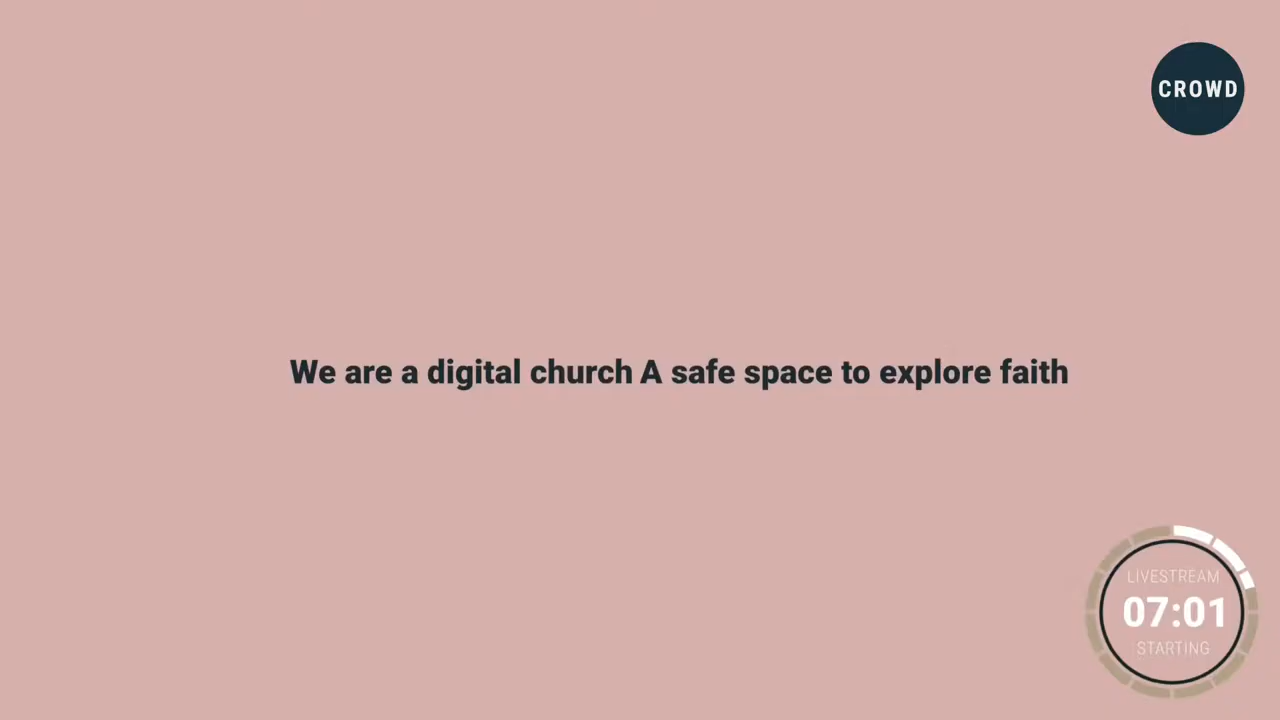 CROWD
We are a digital church A safe space to explore faith
LIVESTREAM
07:01
STARTING